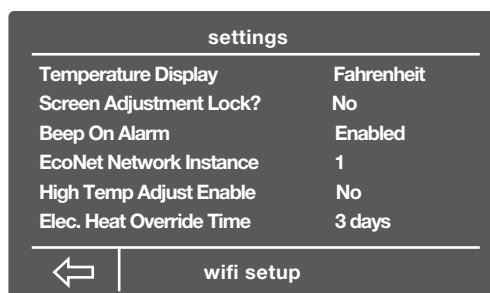 settings
Temperature Display Fahrenheit
Screen Adjustment Lock? No
Beep On Alarm Enabled
EcoNet Network Instance 1
High Temp Adjust Enable No
Elec. Heat Override Time 3 days
wifi setup